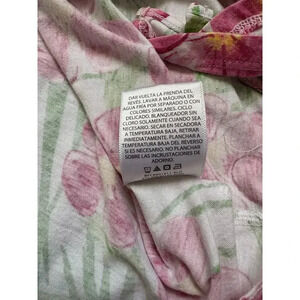 DAR VUELTA LA PRENDA DEL
REVÉS. LAVAR A MÁQUINA EN
AGUA FRÍA POR SEPARADO O CON
COLORES SIMILARES. CICLO
DELICADO. BLANQUEADOR SIN
CLORO SOLAMENTE CUANDO SEA
NECESARIO. SECAR EN SECADORA
A TEMPERATURA BAJA, RETIRAR
INMEDIATAMENTE. PLANCHAR A
TEMPERATURA BAJA DEL REVERSO
SI ES NECESARIO. NO PLANCHAR
SOBRE LAS INCRUSTACIONES DE
ADORNO.